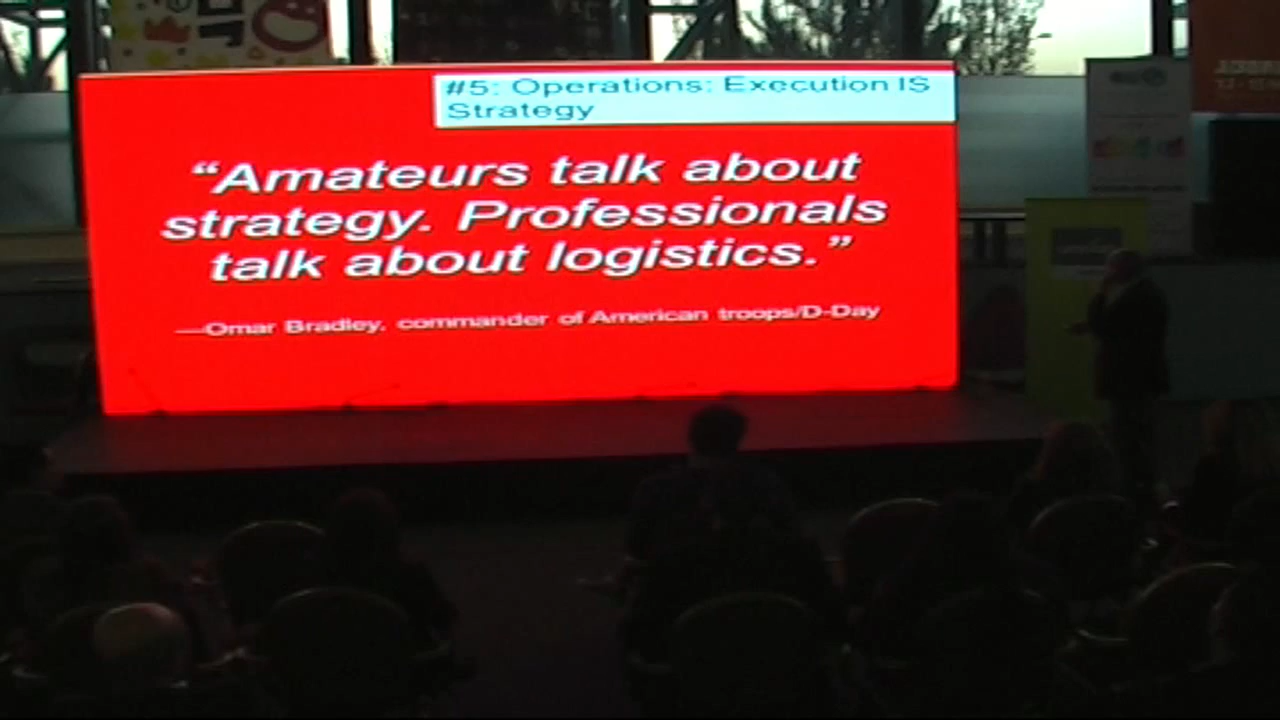 #5: Operations: Execution IS
Strategy
“Amateurs talk about
strategy. Professionals
talk about logistics.”
—Omar Bradley, commander of American troops/D-Day